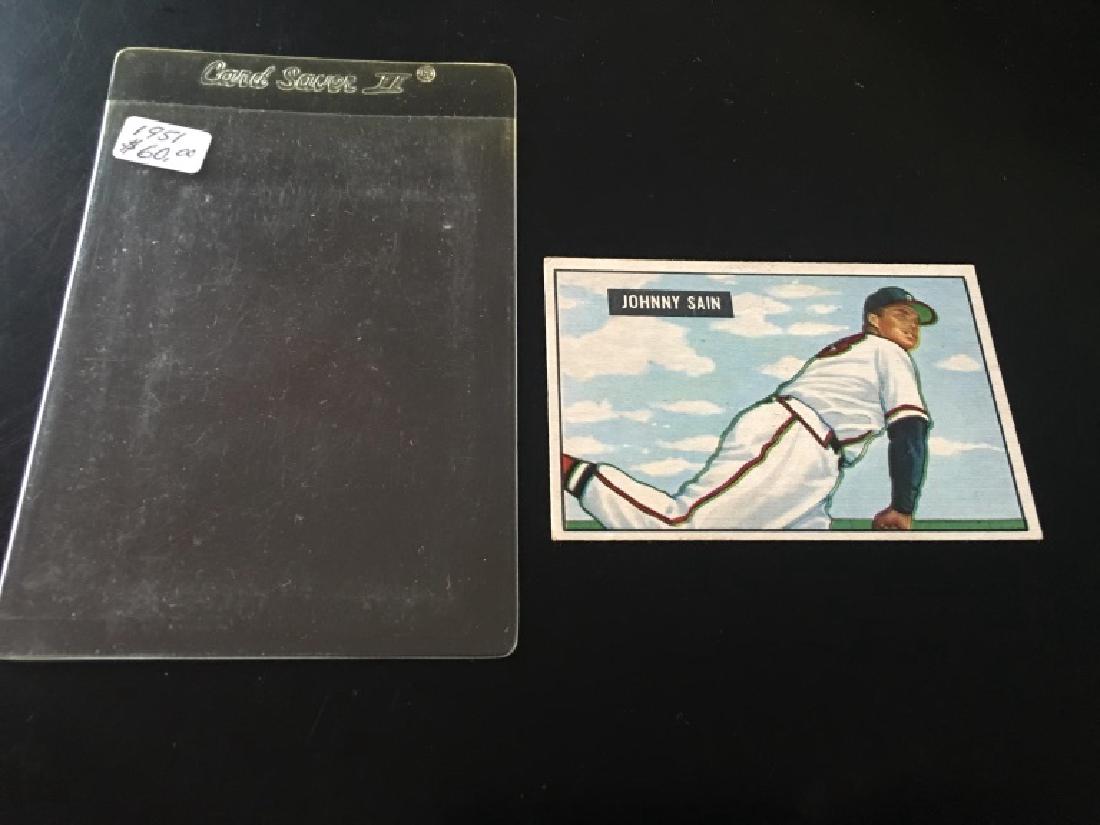 Card Saver II®
1951
$60.00
JOHNNY SAIN